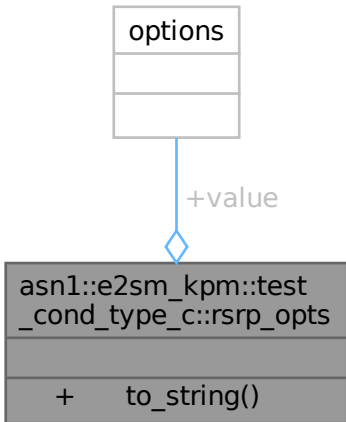 options
+value
asn1::e2sm_kpm::test
_cond_type_c::rsrp_opts
+ to_string()